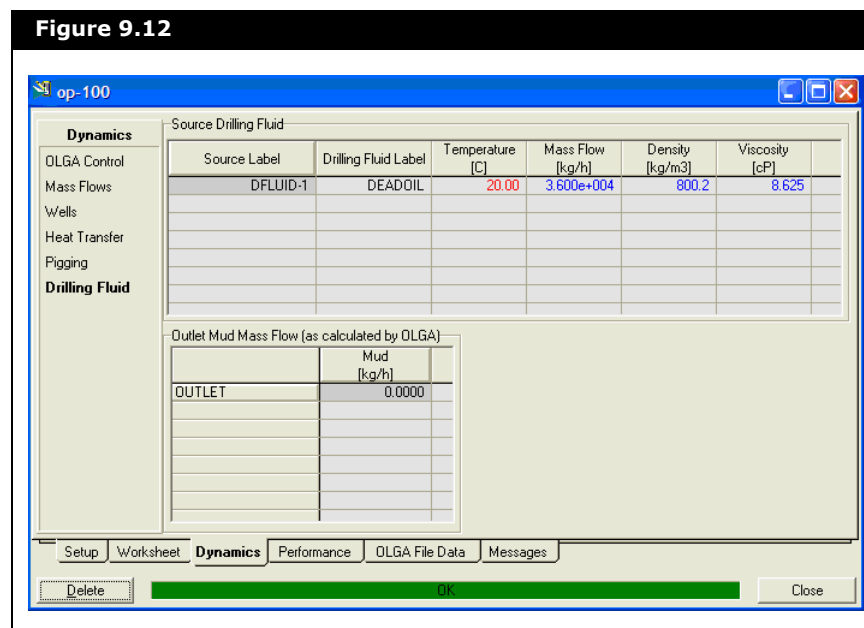 Figure 9.12
op-100
Dynamics
OLGA Control
Mass Flows
Wells
Heat Transfer
Pigging
Drilling Fluid
Source Drilling Fluid
Source Label Drilling Fluid Label Temperature [C] Mass Flow [kg/h] Density [kg/m3] Viscosity [cP]
DFLUID-1 DEADOIL 20.00 3.600e+004 800.2 8.625
Outlet Mud Mass Flow (as calculated by OLGA)
Mud
[kg/h]
OUTLET 0.0000
Setup Worksheet Dynamics Performance OLGA File Data Messages
Delete OK Close